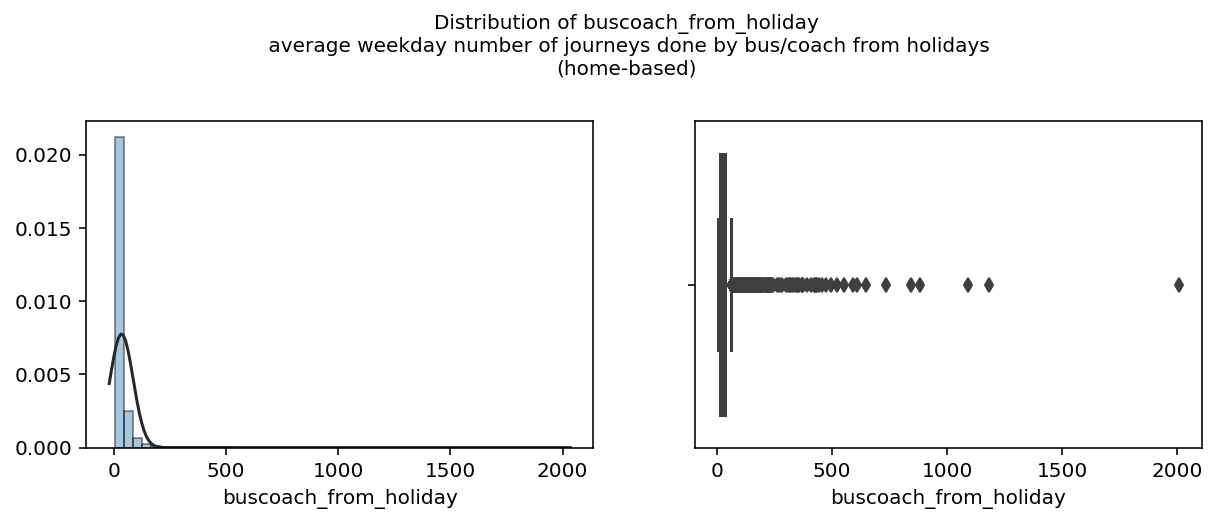 Distribution of buscoach_from_holiday
average weekday number of journeys done by bus/coach from holidays
(home-based)
0.020
0.015
0.010
0.005
0.000
0 500 1000 1500 2000
buscoach_from_holiday
0 500 1000 1500 2000
buscoach_from_holiday